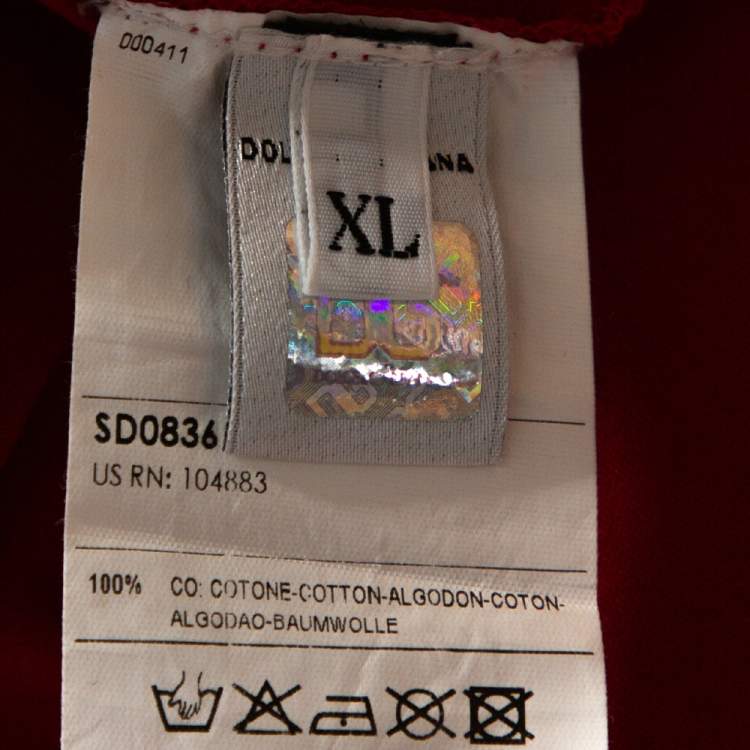 000411
DOL ANA
XL
SD0836
US RN: 104883
100% CO: COTONE-COTTON-ALGODON-COTON-
ALGODAO-BAUMWOLLE